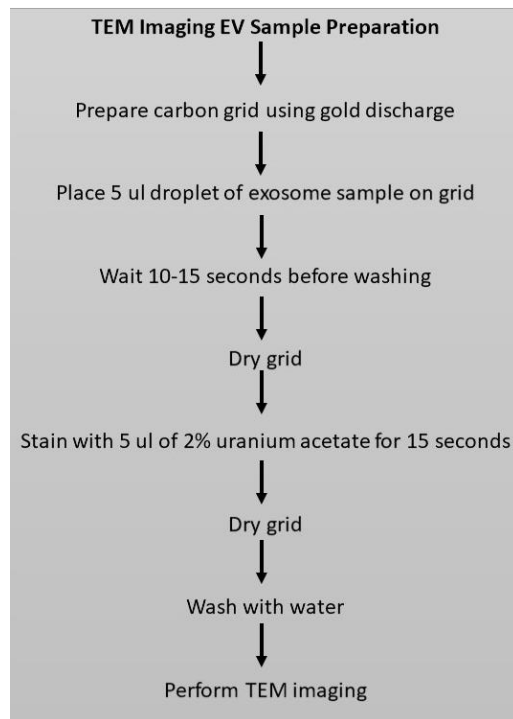 TEM Imaging EV Sample Preparation
Prepare carbon grid using gold discharge
Place 5 ul droplet of exosome sample on grid
Wait 10-15 seconds before washing
Dry grid
Stain with 5 ul of 2% uranium acetate for 15 seconds
Dry grid
Wash with water
Perform TEM imaging